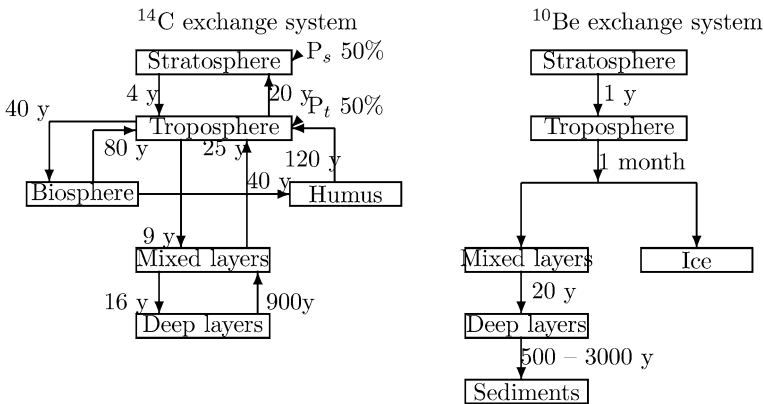 ¹⁴C exchange system
Stratosphere
Pₛ 50%
4 y
20 y
Pₜ 50%
40 y
Troposphere
80 y
25 y
120 y
Biosphere
40 y
Humus
9 y
Mixed layers
16 y
900y
Deep layers
¹⁰Be exchange system
Stratosphere
1 y
Troposphere
1 month
Mixed layers
Ice
20 y
Deep layers
500 – 3000 y
Sediments